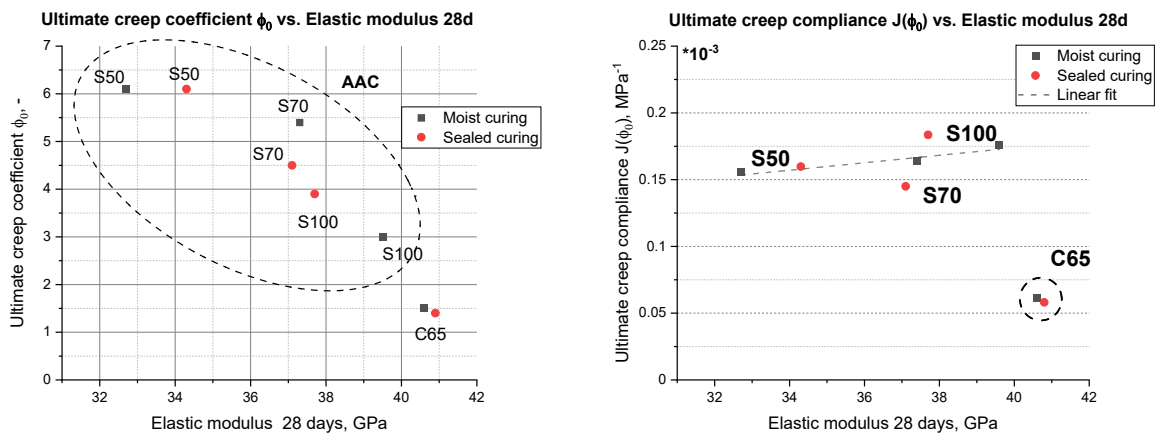 Ultimate creep coefficient ϕ₀ vs. Elastic modulus 28d
7
6
5
4
3
2
1
0
Ultimate creep coefficient ϕ₀, -
S50
S50
AAC
S70
S70
S100
S100
C65
Moist curing
Sealed curing
32
34
36
38
40
42
Elastic modulus 28 days, GPa
Ultimate creep compliance J(ϕ₀) vs. Elastic modulus 28d
0.25
0.2
0.15
0.1
0.05
0
Ultimate creep compliance J(ϕ₀), MPa⁻¹
*10⁻³
Moist curing
Sealed curing
Linear fit
S100
S50
S70
C65
32
34
36
38
40
42
Elastic modulus 28 days, GPa